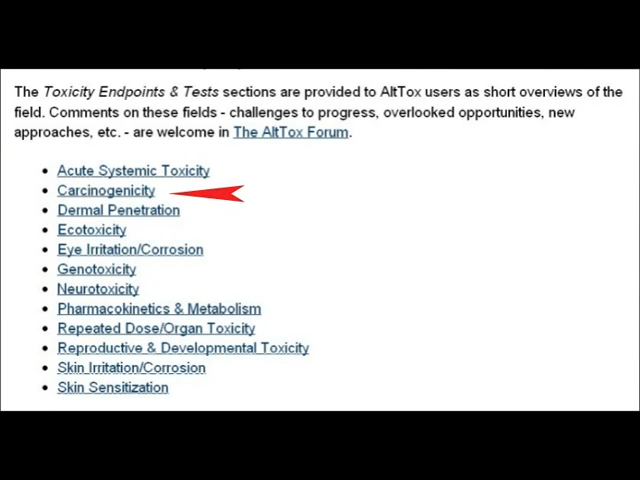 The Toxicity Endpoints & Tests sections are provided to AltTox users as short overviews of the
field. Comments on these fields - challenges to progress, overlooked opportunities, new
approaches, etc. - are welcome in The AltTox Forum.
• Acute Systemic Toxicity
• Carcinogenicity
• Dermal Penetration
• Ecotoxicity
• Eye Irritation/Corrosion
• Genotoxicity
• Neurotoxicity
• Pharmacokinetics & Metabolism
• Repeated Dose/Organ Toxicity
• Reproductive & Developmental Toxicity
• Skin Irritation/Corrosion
• Skin Sensitization